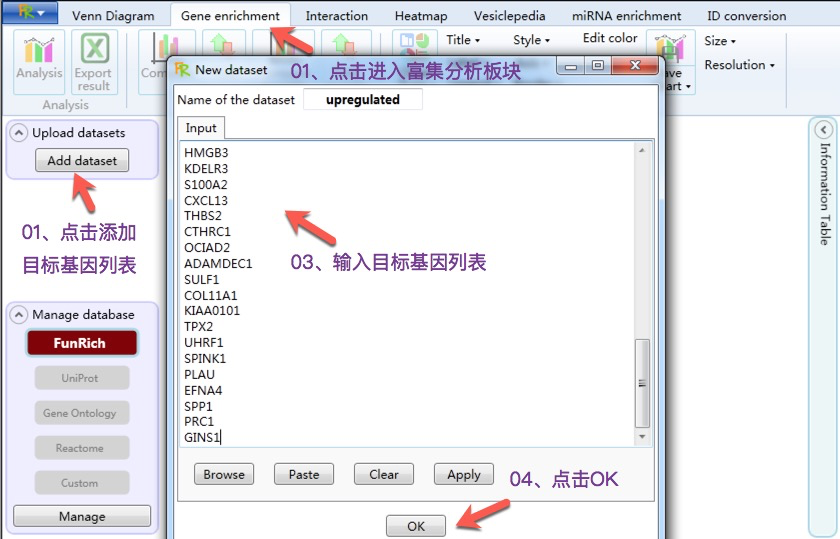 Venn Diagram Gene enrichment Interaction Heatmap Vesiclepedia miRNA enrichment ID conversion
Analysis
Export
result
Analysis
Title
Style
Edit color
Size
Resolution
New dataset
01、点击进入富集分析板块
Name of the dataset upregulated
Input
Upload datasets
Add dataset
01、点击添加
目标基因列表
HMGB3
KDELR3
S100A2
CXCL13
THBS2
CTHRC1
OCIAD2
ADAMDEC1
SULF1
COL11A1
KIAA0101
TPX2
UHRF1
SPINK1
PLAU
EFNA4
SPP1
PRC1
GINS1
03、输入目标基因列表
Manage database
FunRich
UniProt
Gene Ontology
Reactome
Custom
Manage
Browse Paste Clear Apply
04、点击OK
OK
Information Table